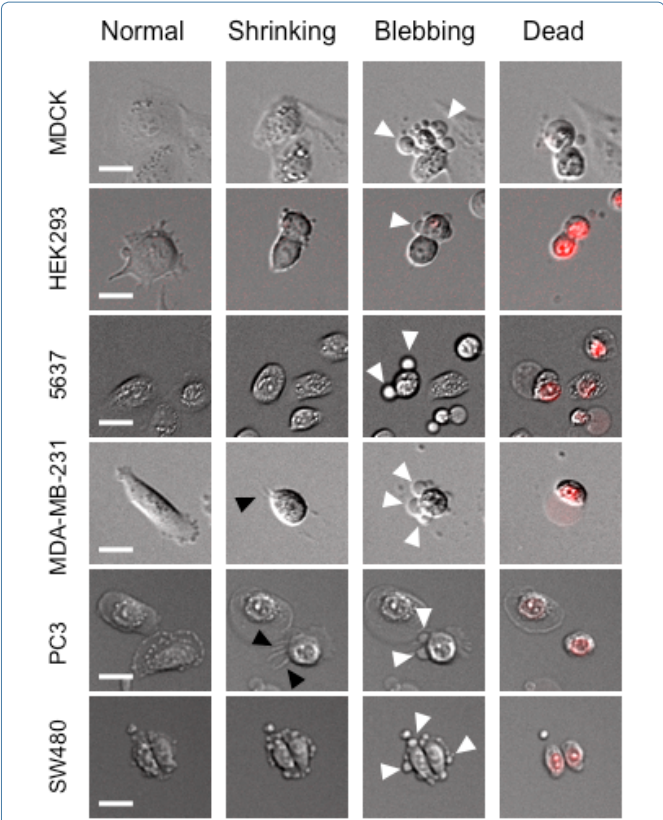 Normal Shrinking Blebbing Dead
MDCK
HEK293
5637
MDA-MB-231
PC3
SW480